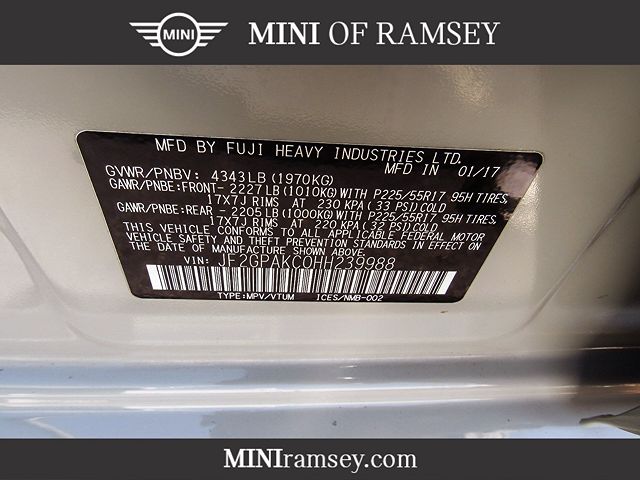 MINI
MINI OF RAMSEY
MFD BY FUJI HEAVY INDUSTRIES LTD.
GVWR/PNBV: 4343LB (1970KG) MFD IN 01/17
GAWR/PNBE: FRONT- 2227LB (1010KG) WITH P225/55R17 95H TIRES,
17X7J RIMS AT 230 KPA (33 PSI) COLD
GAWR/PNBE: REAR - 2205LB (1000KG) WITH P225/55R17 95H TIRES,
17X7J RIMS AT 220 KPA (32 PSI) COLD
THIS VEHICLE CONFORMS TO ALL APPLICABLE FEDERAL MOTOR
VEHICLE SAFETY AND THEFT PREVENTION STANDARDS IN EFFECT ON
THE DATE OF MANUFACTURE SHOWN ABOVE.
VIN: JF2GPAKC0HH239988
TYPE: MPV/VTUM ICES/NMB-002
MINIramsey.com